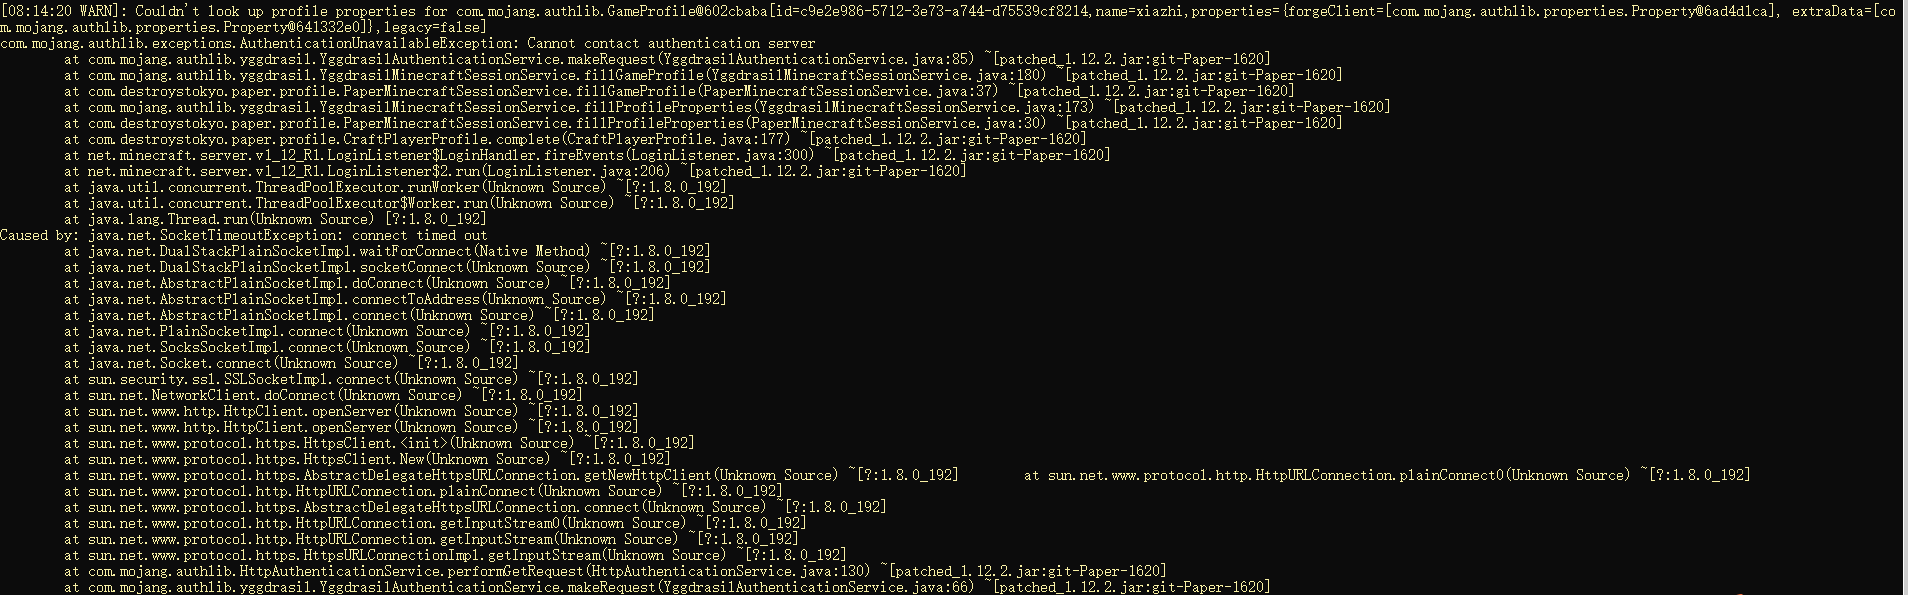 [08:14:20 WARN]: Couldn't look up profile properties for com.mojang.authlib.GameProfile@602cbaba[id=c9e2e986-5712-3e73-a744-d75539cf8214,name=xiazhi,properties={forgeClient=[com.mojang.authlib.properties.Property@6ad4d1ca], extraData=[co
m.mojang.authlib.properties.Property@641332e0]},legacy=false]
com.mojang.authlib.exceptions.AuthenticationUnavailableException: Cannot contact authentication server
at com.mojang.authlib.yggdrasil.YggdrasilAuthenticationService.makeRequest(YggdrasilAuthenticationService.java:85) ~[patched_1.12.2.jar:git-Paper-1620]
at com.mojang.authlib.yggdrasil.YggdrasilMinecraftSessionService.fillGameProfile(YggdrasilMinecraftSessionService.java:180) ~[patched_1.12.2.jar:git-Paper-1620]
at com.destroystokyo.paper.profile.PaperMinecraftSessionService.fillGameProfile(PaperMinecraftSessionService.java:37) ~[patched_1.12.2.jar:git-Paper-1620]
at com.mojang.authlib.yggdrasil.YggdrasilMinecraftSessionService.fillProfileProperties(YggdrasilMinecraftSessionService.java:173) ~[patched_1.12.2.jar:git-Paper-1620]
at com.destroystokyo.paper.profile.PaperMinecraftSessionService.fillProfileProperties(PaperMinecraftSessionService.java:30) ~[patched_1.12.2.jar:git-Paper-1620]
at com.destroystokyo.paper.profile.CraftPlayerProfile.complete(CraftPlayerProfile.java:177) ~[patched_1.12.2.jar:git-Paper-1620]
at net.minecraft.server.v1_12_R1.LoginListener$LoginHandler.fireEvents(LoginListener.java:300) ~[patched_1.12.2.jar:git-Paper-1620]
at net.minecraft.server.v1_12_R1.LoginListener$2.run(LoginListener.java:206) ~[patched_1.12.2.jar:git-Paper-1620]
at java.util.concurrent.ThreadPoolExecutor.runWorker(Unknown Source) ~[?:1.8.0_192]
at java.util.concurrent.ThreadPoolExecutor$Worker.run(Unknown Source) ~[?:1.8.0_192]
at java.lang.Thread.run(Unknown Source) [?:1.8.0_192]
Caused by: java.net.SocketTimeoutException: connect timed out
at java.net.DualStackPlainSocketImpl.waitForConnect(Native Method) ~[?:1.8.0_192]
at java.net.DualStackPlainSocketImpl.socketConnect(Unknown Source) ~[?:1.8.0_192]
at java.net.AbstractPlainSocketImpl.doConnect(Unknown Source) ~[?:1.8.0_192]
at java.net.AbstractPlainSocketImpl.connectToAddress(Unknown Source) ~[?:1.8.0_192]
at java.net.AbstractPlainSocketImpl.connect(Unknown Source) ~[?:1.8.0_192]
at java.net.PlainSocketImpl.connect(Unknown Source) ~[?:1.8.0_192]
at java.net.SocksSocketImpl.connect(Unknown Source) ~[?:1.8.0_192]
at java.net.Socket.connect(Unknown Source) ~[?:1.8.0_192]
at sun.security.ssl.SSLSocketImpl.connect(Unknown Source) ~[?:1.8.0_192]
at sun.net.NetworkClient.doConnect(Unknown Source) ~[?:1.8.0_192]
at sun.net.www.http.HttpClient.openServer(Unknown Source) ~[?:1.8.0_192]
at sun.net.www.http.HttpClient.openServer(Unknown Source) ~[?:1.8.0_192]
at sun.net.www.protocol.https.HttpsClient.<init>(Unknown Source) ~[?:1.8.0_192]
at sun.net.www.protocol.https.HttpsClient.New(Unknown Source) ~[?:1.8.0_192]
at sun.net.www.protocol.https.AbstractDelegateHttpsURLConnection.getNewHttpClient(Unknown Source) ~[?:1.8.0_192]        at sun.net.www.protocol.http.HttpURLConnection.plainConnect0(Unknown Source) ~[?:1.8.0_192]
at sun.net.www.protocol.http.HttpURLConnection.plainConnect(Unknown Source) ~[?:1.8.0_192]
at sun.net.www.protocol.https.AbstractDelegateHttpsURLConnection.connect(Unknown Source) ~[?:1.8.0_192]
at sun.net.www.protocol.http.HttpURLConnection.getInputStream0(Unknown Source) ~[?:1.8.0_192]
at sun.net.www.protocol.http.HttpURLConnection.getInputStream(Unknown Source) ~[?:1.8.0_192]
at sun.net.www.protocol.https.HttpsURLConnectionImpl.getInputStream(Unknown Source) ~[?:1.8.0_192]
at com.mojang.authlib.HttpAuthenticationService.performGetRequest(HttpAuthenticationService.java:130) ~[patched_1.12.2.jar:git-Paper-1620]
at com.mojang.authlib.yggdrasil.YggdrasilAuthenticationService.makeRequest(YggdrasilAuthenticationService.java:66) ~[patched_1.12.2.jar:git-Paper-1620]